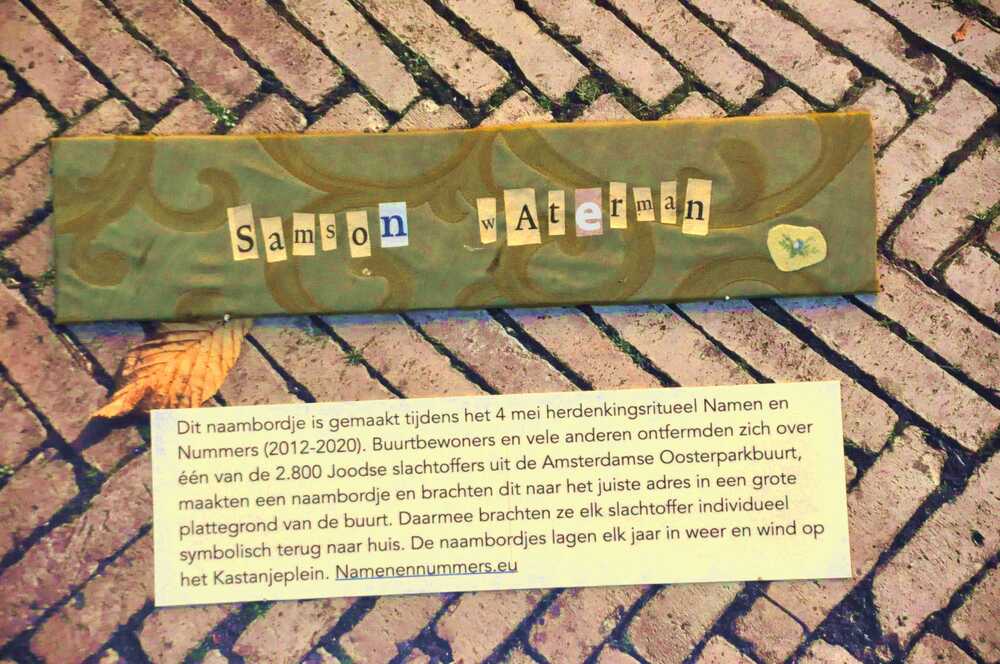 Samson wAterman
Dit naambordje is gemaakt tijdens het 4 mei herdenkingsritueel Namen en
Nummers (2012-2020). Buurtbewoners en vele anderen ontfermden zich over
één van de 2.800 Joodse slachtoffers uit de Amsterdamse Oosterparkbuurt,
maakten een naambordje en brachten dit naar het juiste adres in een grote
plattegrond van de buurt. Daarmee brachten ze elk slachtoffer individueel
symbolisch terug naar huis. De naambordjes lagen elk jaar in weer en wind op
het Kastanjeplein. Namenennummers.eu